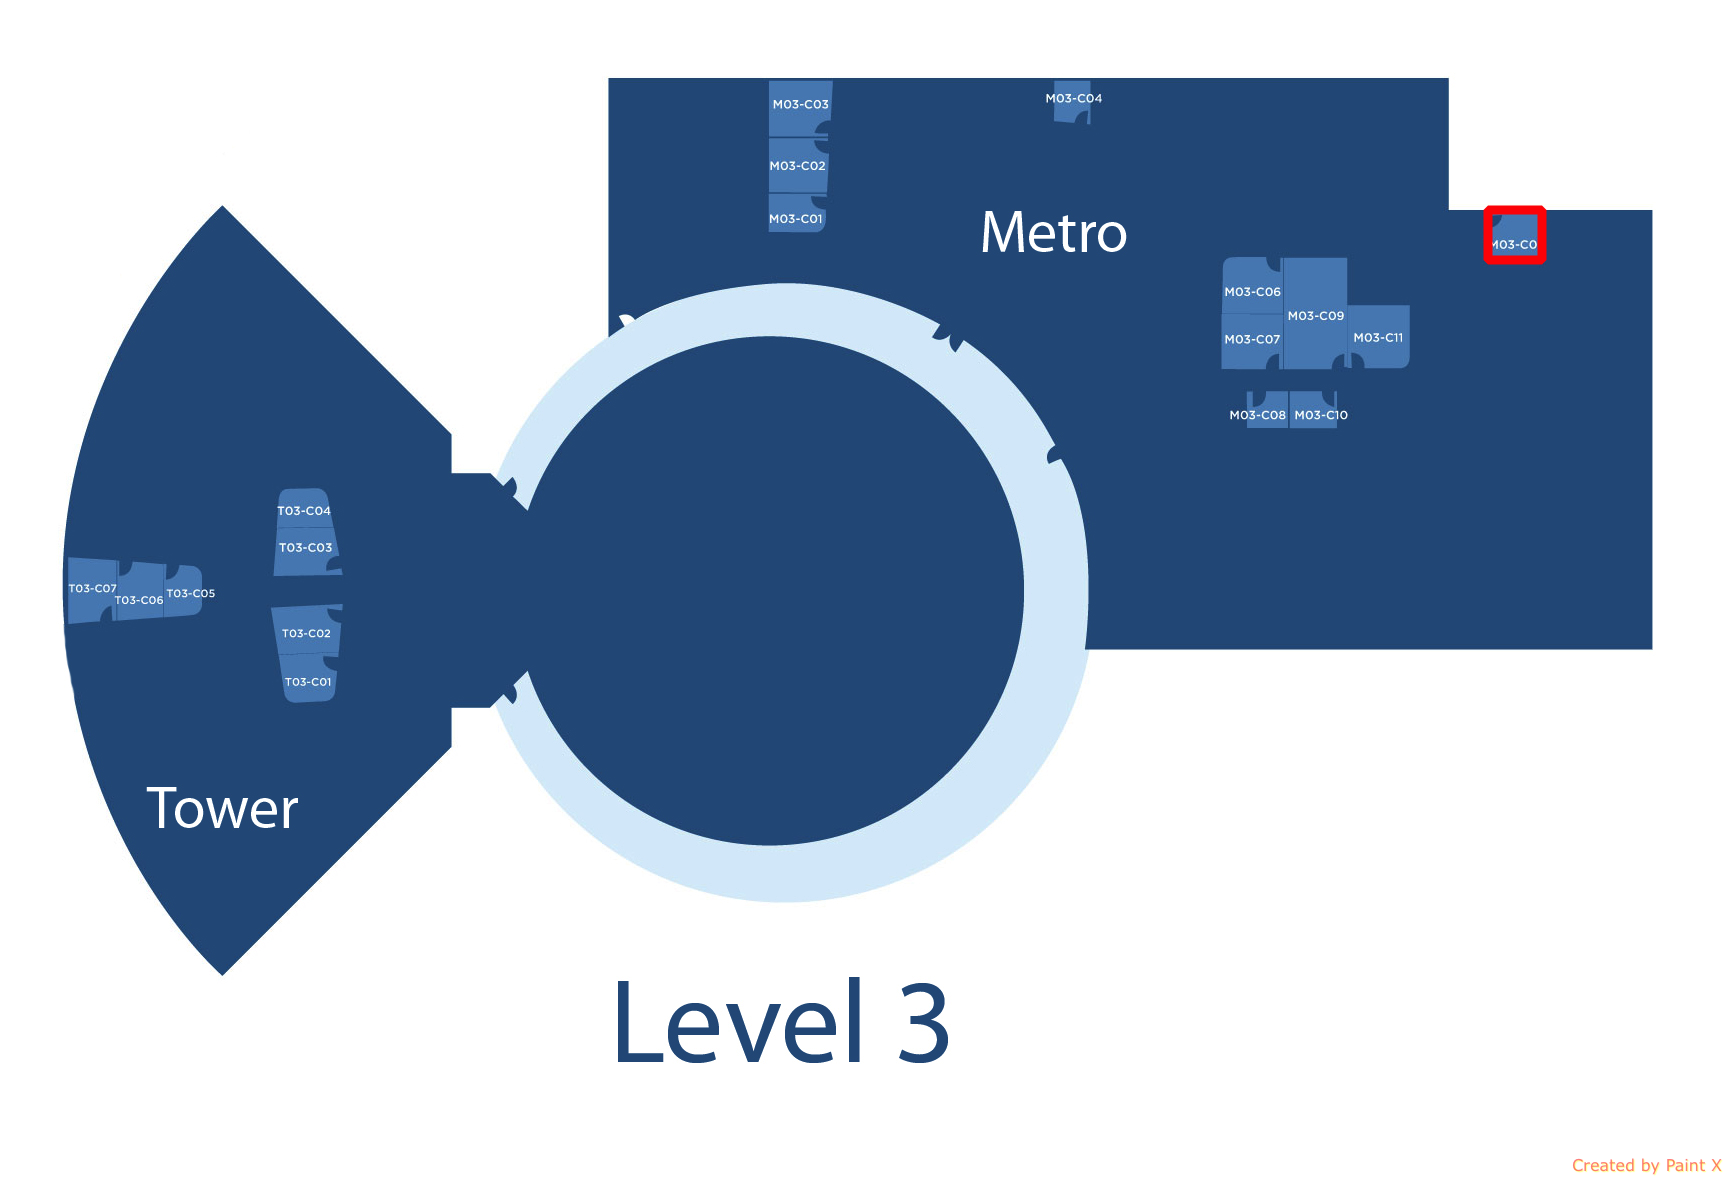 M03-C03
M03-C04
M03-C02
M03-C01
Metro
M03-C0
M03-C06
M03-C09
M03-C07
M03-C11
M03-C08
M03-C10
T03-C04
T03-C03
T03-C07
T03-C06
T03-C05
T03-C02
T03-C01
Tower
Level 3
Created by Paint X